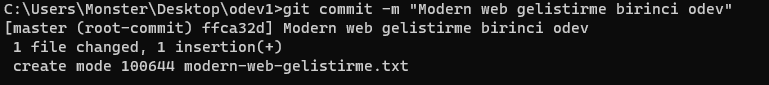 C:\Users\Monster\Desktop\odev1>git commit -m "Modern web gelistirme birinci odev"
[master (root-commit) ffca32d] Modern web gelistirme birinci odev
 1 file changed, 1 insertion(+)
 create mode 100644 modern-web-gelistirme.txt